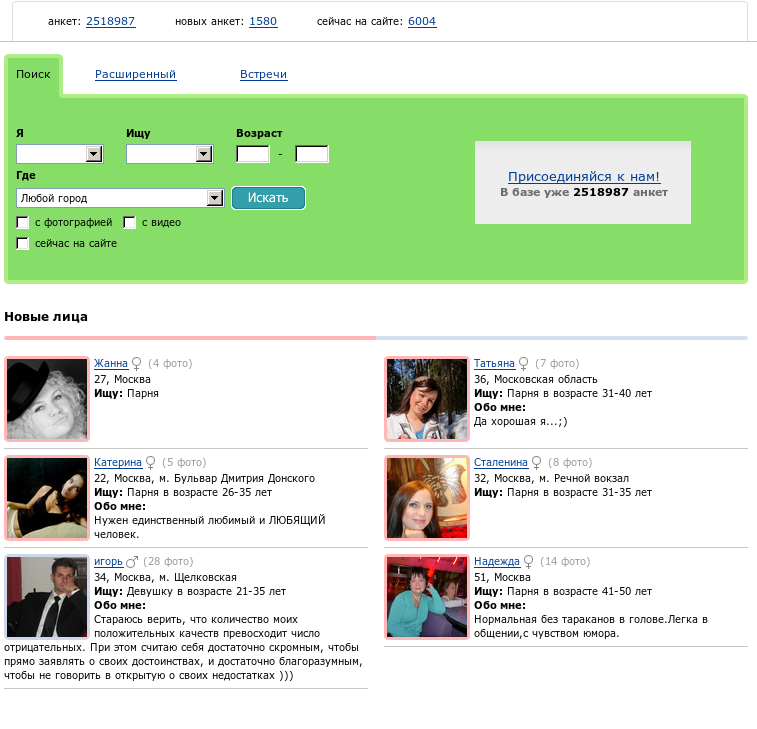 анкет: 2518987 новых анкет: 1580 сейчас на сайте: 6004
Поиск Расширенный Встречи
Я Ищу Возраст
-
Где
Любой город Искать
с фотографией с видео
сейчас на сайте
Присоединяйся к нам!
В базе уже 2518987 анкет
Новые лица
Жанна (4 фото)
27, Москва
Ищу: Парня
Татьяна (7 фото)
36, Московская область
Ищу: Парня в возрасте 31-40 лет
Обо мне:
Да хорошая я...;)
Катерина (5 фото)
22, Москва, м. Бульвар Дмитрия Донского
Ищу: Парня в возрасте 26-35 лет
Обо мне:
Нужен единственный любимый и ЛЮБЯЩИЙ
человек.
Сталенина (8 фото)
32, Москва, м. Речной вокзал
Ищу: Парня в возрасте 31-35 лет
игорь (28 фото)
34, Москва, м. Щелковская
Ищу: Девушку в возрасте 21-35 лет
Обо мне:
Стараюсь верить, что количество моих
положительных качеств превосходит число
отрицательных. При этом считаю себя достаточно скромным, чтобы
прямо заявлять о своих достоинствах, и достаточно благоразумным,
чтобы не говорить в открытую о своих недостатках )))
Надежда (14 фото)
51, Москва
Ищу: Парня в возрасте 41-50 лет
Обо мне:
Нормальная без тараканов в голове.Легка в
общении,с чувством юмора.